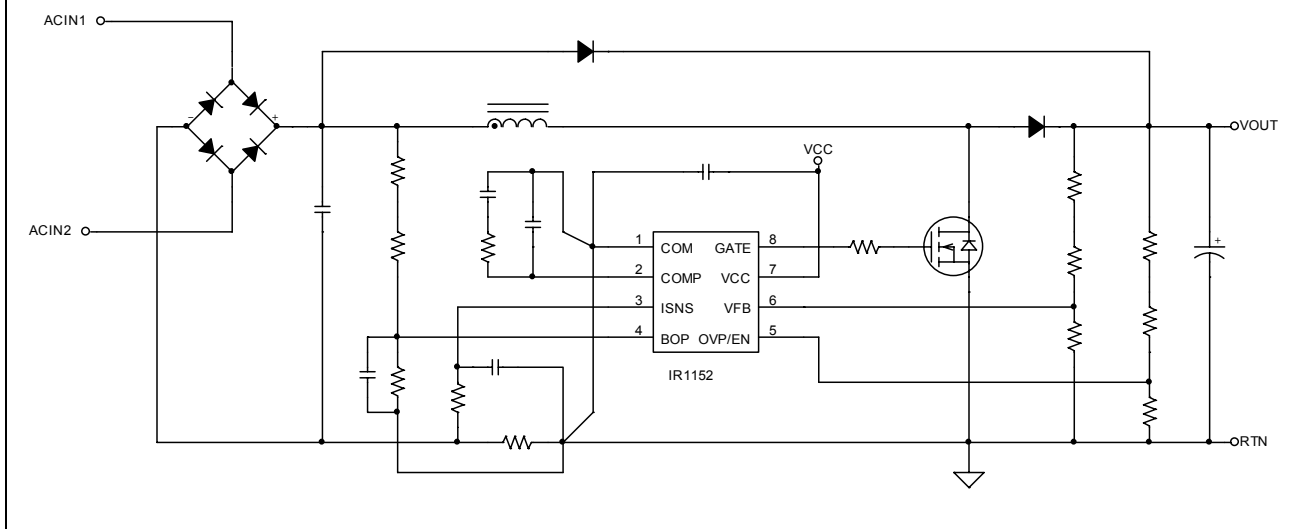 ACIN1
ACIN2
−
+
VOUT
VCC
+
1 COM GATE 8
2 COMP VCC 7
3 ISNS VFB 6
4 BOP OVP/EN 5
IR1152
RTN